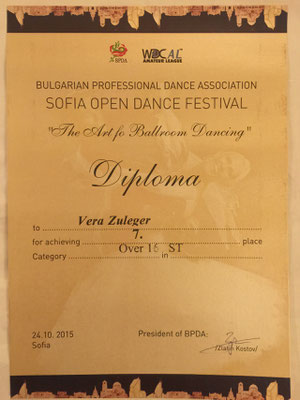 BPDA
WDC AL
AMATEUR LEAGUE
BULGARIAN PROFESSIONAL DANCE ASSOCIATION
SOFIA OPEN DANCE FESTIVAL
"The Art fo Ballroom Dancing"
Diploma
to Vera Zuleger
for achieving 7. place
Category Over 16 in ST
24.10. 2015 President of BPDA:
Sofia /Zlatin Kostov/